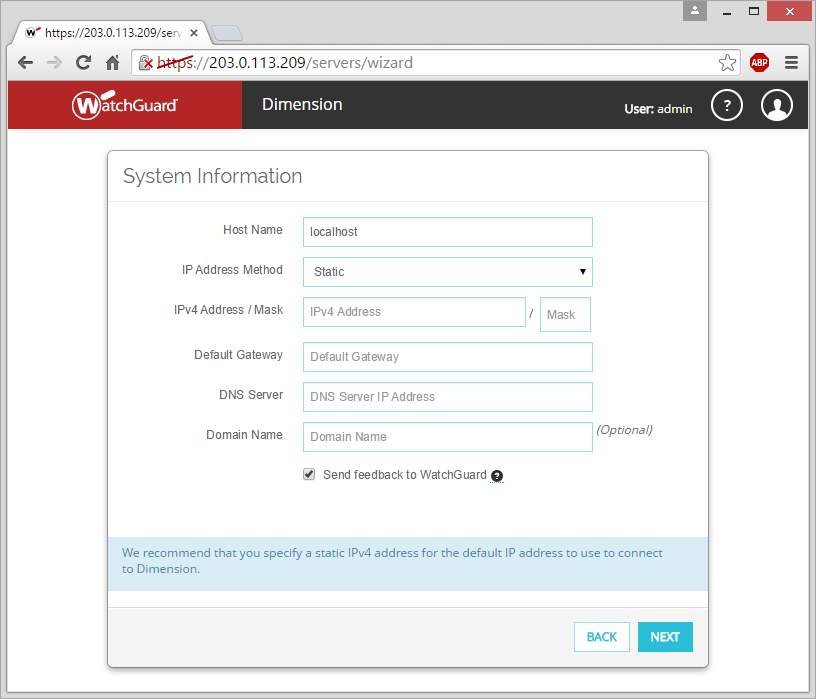 https://203.0.113.209/serv
https://203.0.113.209/servers/wizard
ABP
WatchGuard
Dimension
User: admin
?
System Information
Host Name
localhost
IP Address Method
Static
IPv4 Address / Mask
IPv4 Address
/
Mask
Default Gateway
Default Gateway
DNS Server
DNS Server IP Address
Domain Name
Domain Name
(Optional)
Send feedback to WatchGuard ?
We recommend that you specify a static IPv4 address for the default IP address to use to connect
to Dimension.
BACK
NEXT